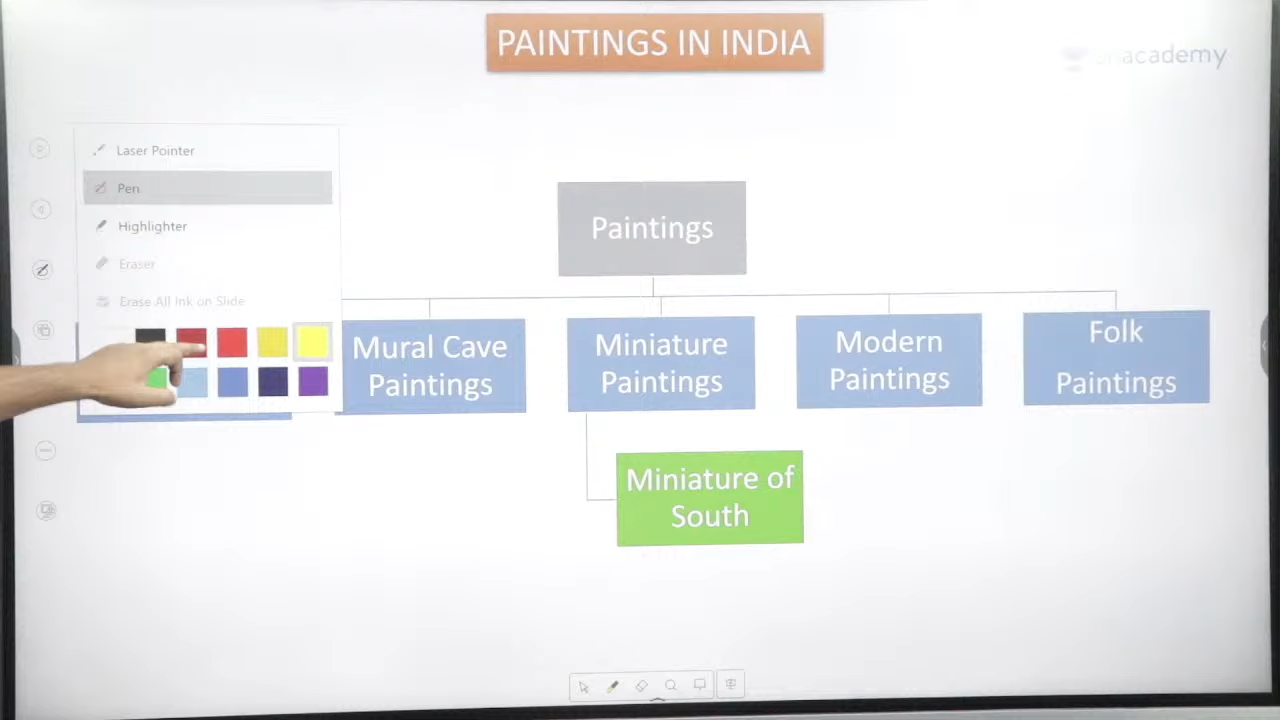 PAINTINGS IN INDIA
unacademy
Laser Pointer
Pen
Highlighter
Eraser
Erase All Ink on Slide
Paintings
Mural Cave
Paintings
Miniature
Paintings
Modern
Paintings
Folk
Paintings
Miniature of
South